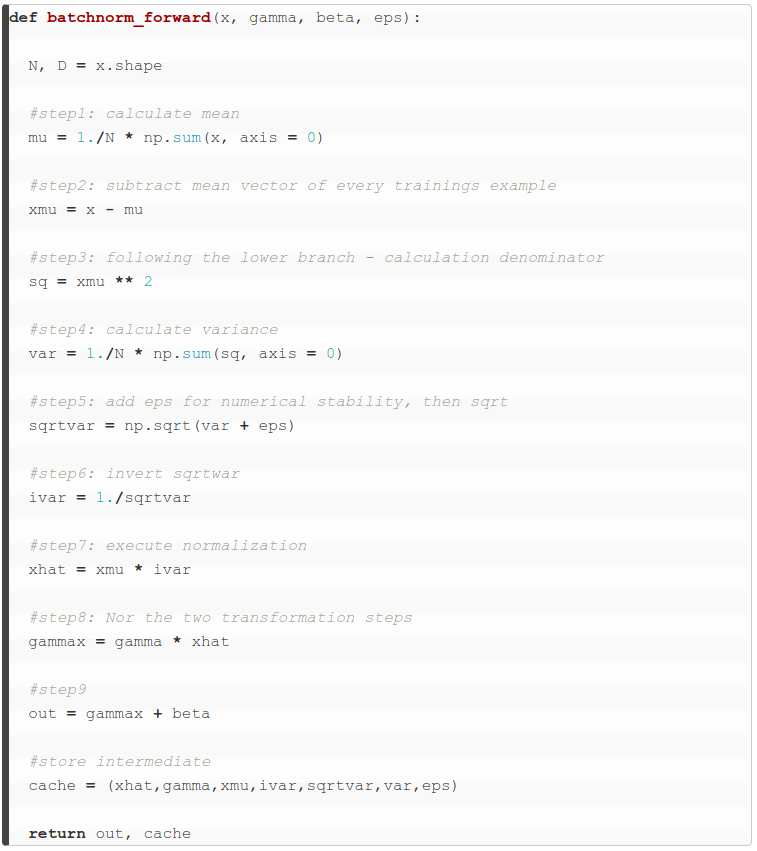 def batchnorm_forward(x, gamma, beta, eps):
N, D = x.shape
#step1: calculate mean
mu = 1./N * np.sum(x, axis = 0)
#step2: subtract mean vector of every trainings example
xmu = x - mu
#step3: following the lower branch - calculation denominator
sq = xmu ** 2
#step4: calculate variance
var = 1./N * np.sum(sq, axis = 0)
#step5: add eps for numerical stability, then sqrt
sqrtvar = np.sqrt(var + eps)
#step6: invert sqrtwar
ivar = 1./sqrtvar
#step7: execute normalization
xhat = xmu * ivar
#step8: Nor the two transformation steps
gammax = gamma * xhat
#step9
out = gammax + beta
#store intermediate
cache = (xhat,gamma,xmu,ivar,sqrtvar,var,eps)
return out, cache